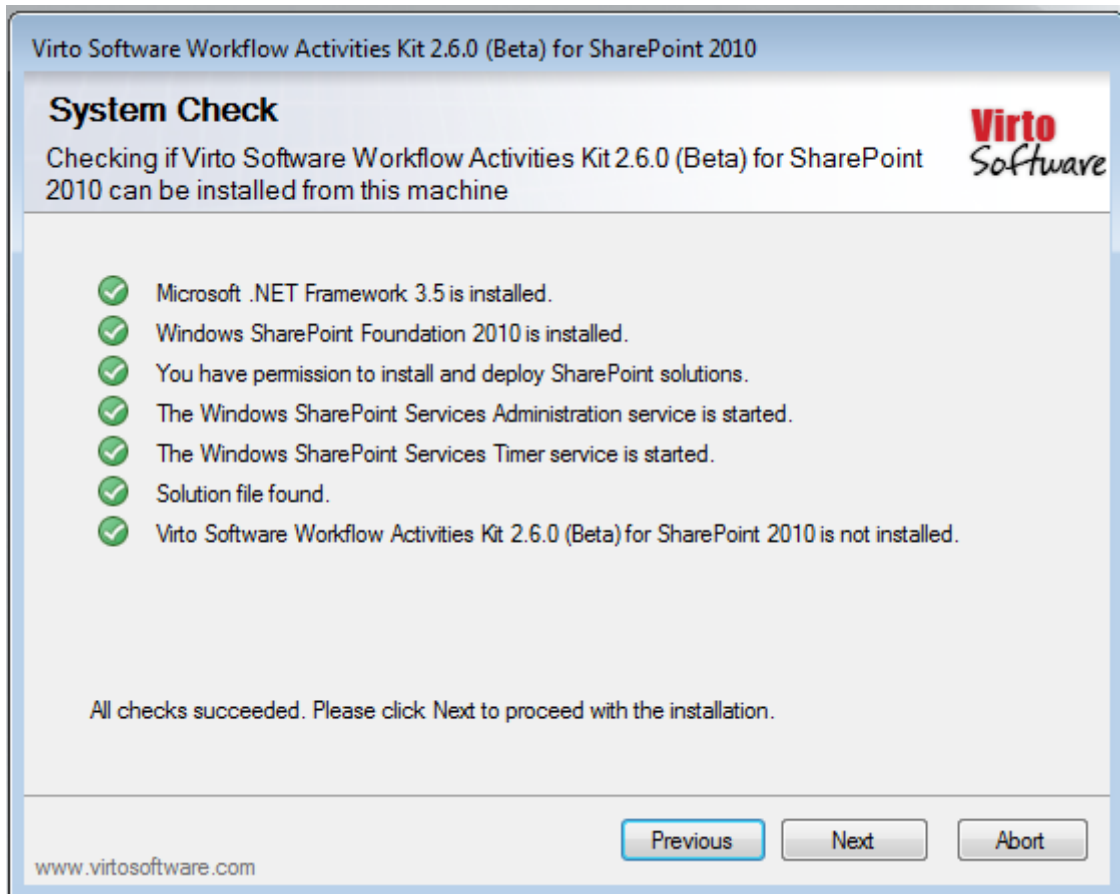 Virto Software Workflow Activities Kit 2.6.0 (Beta) for SharePoint 2010
System Check
Checking if Virto Software Workflow Activities Kit 2.6.0 (Beta) for SharePoint
2010 can be installed from this machine
Virto
Software
Microsoft .NET Framework 3.5 is installed.
Windows SharePoint Foundation 2010 is installed.
You have permission to install and deploy SharePoint solutions.
The Windows SharePoint Services Administration service is started.
The Windows SharePoint Services Timer service is started.
Solution file found.
Virto Software Workflow Activities Kit 2.6.0 (Beta) for SharePoint 2010 is not installed.
All checks succeeded. Please click Next to proceed with the installation.
Previous
Next
Abort
www.virtosoftware.com